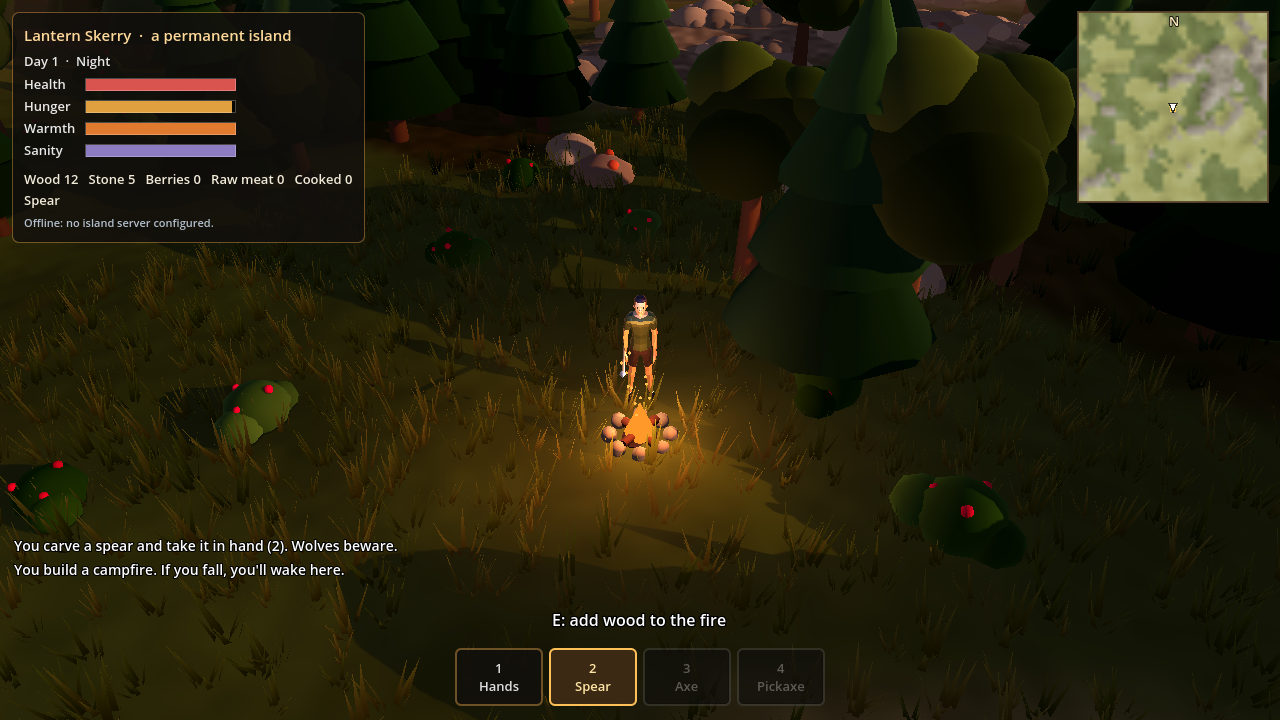 Lantern Skerry · a permanent island
Day 1 · Night
Health
Hunger
Warmth
Sanity
Wood 12 Stone 5 Berries 0 Raw meat 0 Cooked 0
Spear
Offline: no island server configured.
N
You carve a spear and take it in hand (2). Wolves beware.
You build a campfire. If you fall, you'll wake here.
E: add wood to the fire
1 2 3 4
Hands Spear Axe Pickaxe